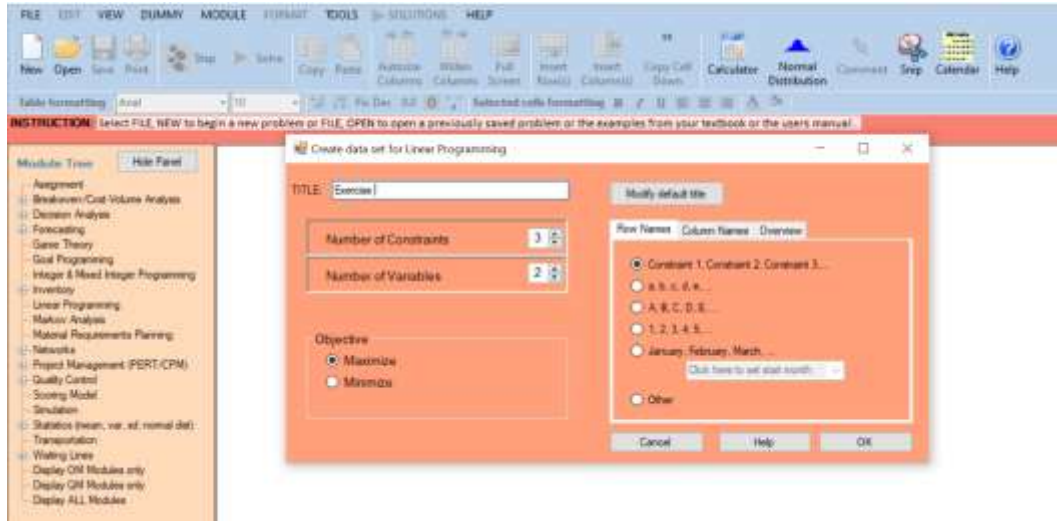 FILE EDIT VIEW DUMMY MODULE FORMAT TOOLS SOLUTIONS HELP
New Open Save Print Step Solve Copy Paste Autosize Columns Widen Columns Full Screen Insert Row(s) Insert Column(s) Copy Cell Down Calculator Normal Distribution Comment Snip Calendar Help
Table formatting Arial 10 Fix Dec 0.0 Selected cells formatting B I U
INSTRUCTION: Select FILE, NEW to begin a new problem or FILE, OPEN to open a previously saved problem or the examples from your textbook or the users manual.
Module Tree Hide Panel
Assignment
Breakeven/Cost-Volume Analysis
Decision Analysis
Forecasting
Game Theory
Goal Programming
Integer & Mixed Integer Programming
Inventory
Linear Programming
Markov Analysis
Material Requirements Planning
Networks
Project Management (PERT/CPM)
Quality Control
Scoring Model
Simulation
Statistics (mean, var, sd, normal dist)
Transportation
Waiting Lines
Display OM Modules only
Display QM Modules only
Display ALL Modules
Create data set for Linear Programming
TITLE: Exercise
Modify default title
Number of Constraints 3
Number of Variables 2
Objective
Maximize
Minimize
Row Names Column Names Overview
Constraint 1, Constraint 2, Constraint 3...
a, b, c, d, e...
A, B, C, D, E...
1, 2, 3, 4, 5...
January, February, March, ...
Click here to set start month
Other
Cancel Help OK